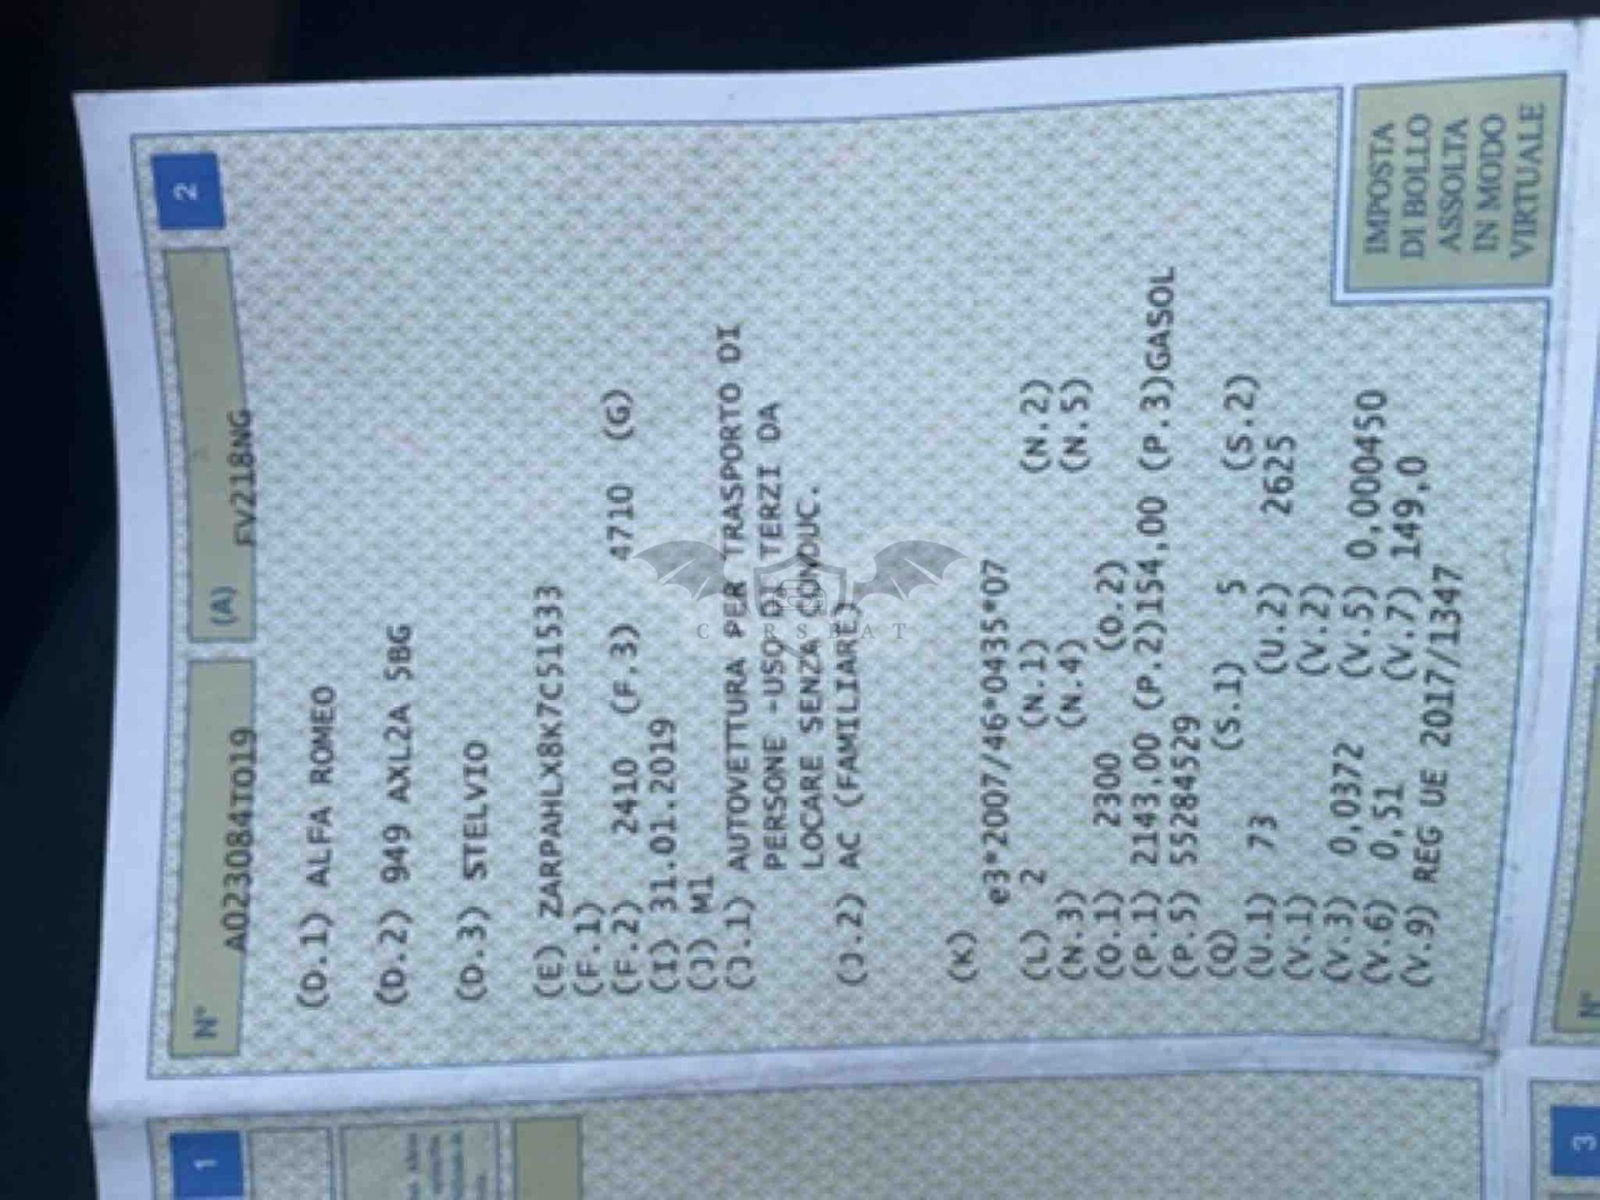 2
N° (A)
A023084TO19 FV218NG
(D.1) ALFA ROMEO
(D.2) 949 AXL2A 5BG
(D.3) STELVIO
(E) ZARPAHLX8K7C51533
(F.1)
(F.2) 2410 (F.3) 4710 (G)
(I) 31.01.2019
(J) M1
(J.1) AUTOVETTURA PER TRASPORTO DI
PERSONE -USO DI TERZI DA
LOCARE SENZA CONDUC.
(J.2) AC (FAMILIARE)
(K)
e3*2007/46*0435*07
(L) 2 (N.1) (N.2)
(N.3) (N.4) (N.5)
(O.1) 2300 (O.2)
(P.1) 2143,00 (P.2)154,00 (P.3)GASOL
(P.5) 55284529
(Q) (S.1) 5 (S.2)
(U.1) 73 (U.2) 2625
(V.1) (V.2)
(V.3) 0,0372 (V.5) 0,000450
(V.6) 0,51 (V.7) 149,0
(V.9) REG UE 2017/1347
IMPOSTA
DI BOLLO
ASSOLTA
IN MODO
VIRTUALE
CARSBAT
1
3
N°